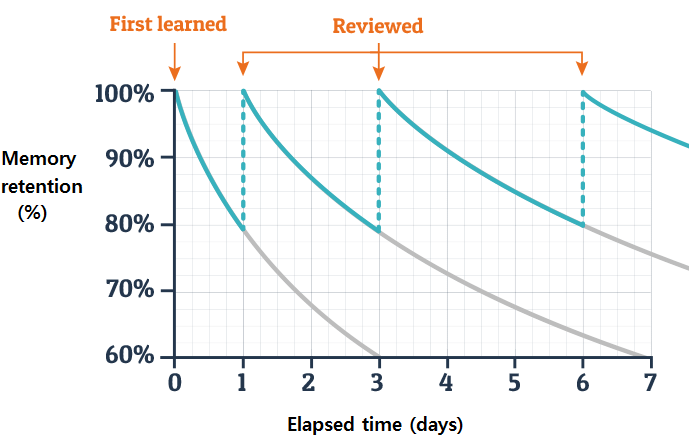 First learned
Reviewed
100%
90%
80%
70%
60%
Memory
retention
(%)
0 1 2 3 4 5 6 7
Elapsed time (days)